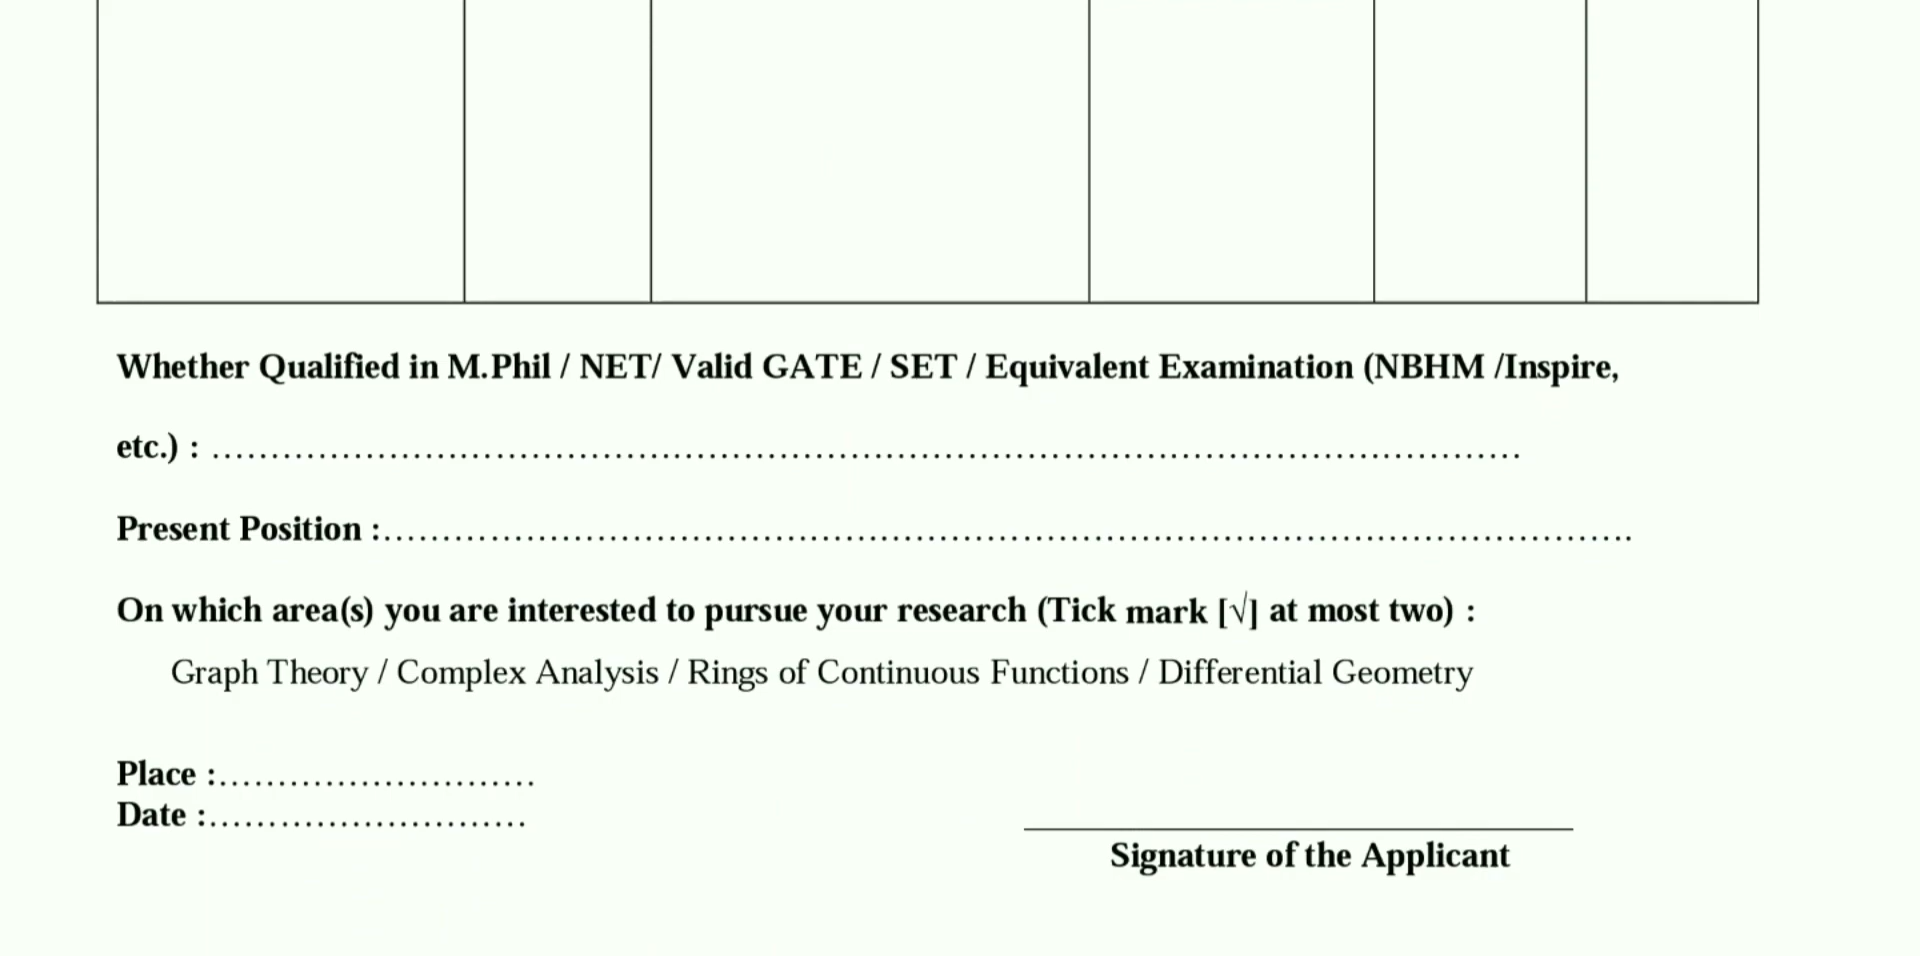 Whether Qualified in M.Phil / NET/ Valid GATE / SET / Equivalent Examination (NBHM /Inspire,
etc.) : ……………………………………………………………………………………………
Present Position :…………………………………………………………………………………………….
On which area(s) you are interested to pursue your research (Tick mark [√] at most two) :
Graph Theory / Complex Analysis / Rings of Continuous Functions / Differential Geometry
Place :………………………
Date :………………………
Signature of the Applicant